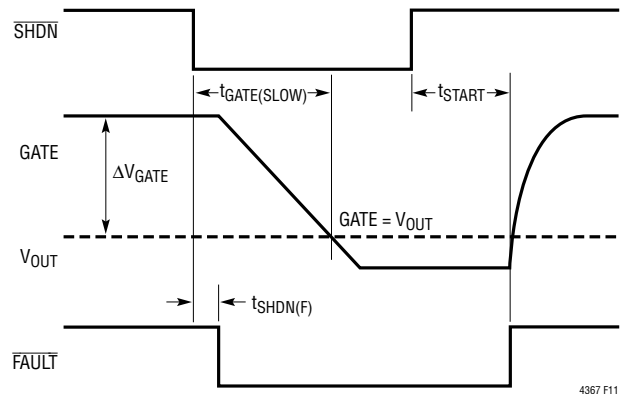 SHDN
tGATE(SLOW)
tSTART
GATE
ΔVGATE
GATE = VOUT
VOUT
tSHDN(F)
FAULT
4367 F11